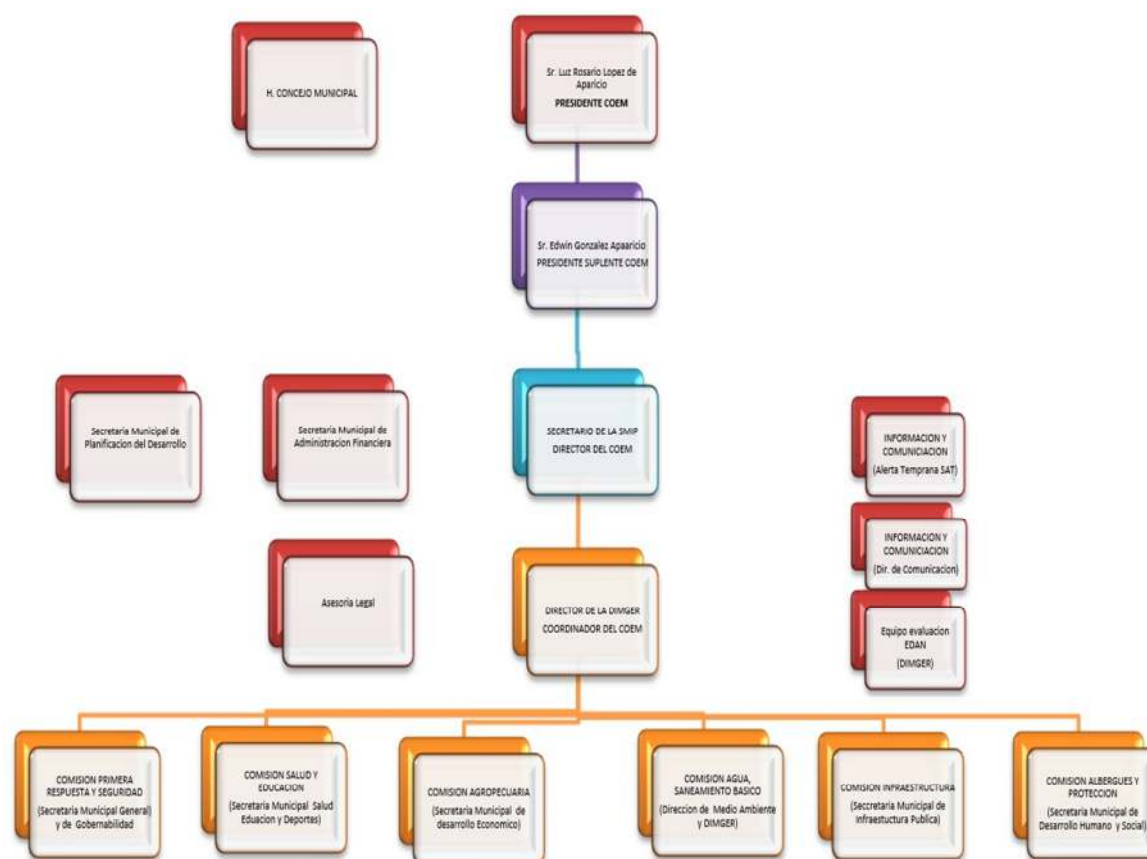 H. CONCEJO MUNICIPAL
Sr. Luz Rosario Lopez de
Aparicio
PRESIDENTE COEM
Sr. Edwin Gonzalez Apaaricio
PRESIDENTE SUPLENTE COEM
Secretaria Municipal de
Planificacion del Desarrollo
Secretaria Municipal de
Administracion Financiera
SECRETARIO DE LA SMIP
DIRECTOR DEL COEM
INFORMACION Y
COMUNICIACION
(Alerta Temprana SAT)
INFORMACION Y
COMUNICIACION
(Dir. de Comunicacion)
Asesoria Legal
DIRECTOR DE LA DIMGER
COORDINADOR DEL COEM
Equipo evaluacion
EDAN
(DIMGER)
COMISION PRIMERA
RESPUESTA Y SEGURIDAD
(Secretaria Municipal General)
y de Gobernabilidad)
COMISION SALUD Y
EDUCACION
(Secretaria Municipal Salud
Eduacion y Deportes)
COMISION AGROPECUARIA
(Secretaria Municipal de
desarrollo Economico)
COMISION AGUA,
SANEAMIENTO BASICO
(Direccion de Medio Ambiente
y DIMGER)
COMISION INFRAESTRUCTURA
(Seccretaria Municipal de
Infraestuctura Publica)
COMISION ALBERGUES Y
PROTECCION
(Secretaria Municipal de
Desarrollo Humano y Social)